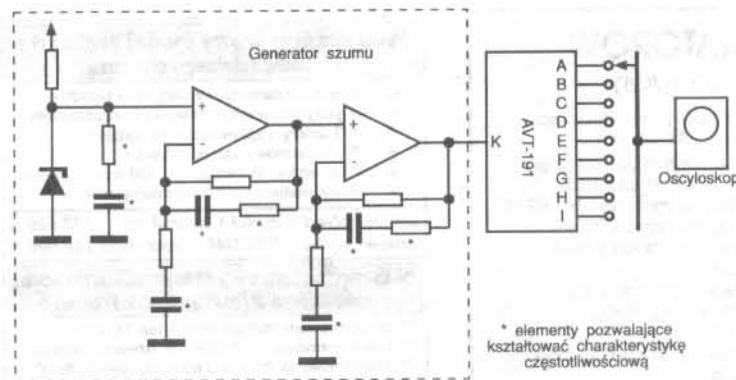 Generator szumu
+
-
+
-
K
AVT-191
A
B
C
D
E
F
G
H
I
Oscyloskop
*
*
*
*
*
*
*
* elementy pozwalające
kształtować charakterystykę
częstotliwościową